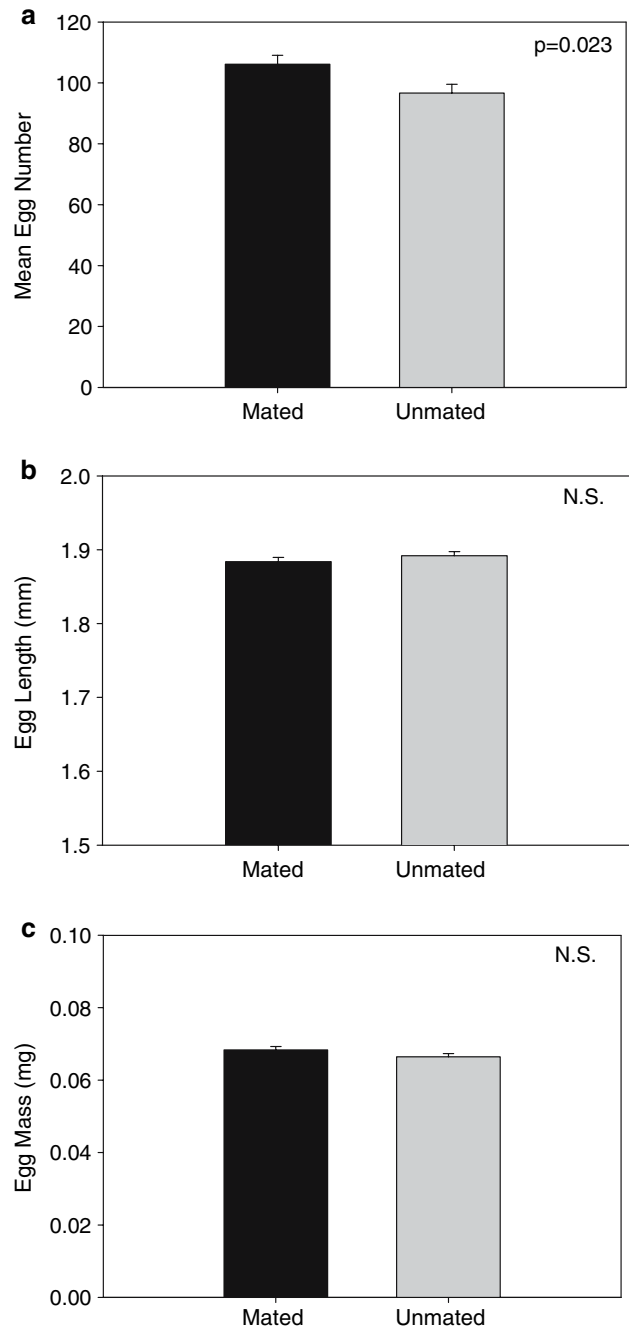 a
120
p=0.023
100
80
60
40
20
0
Mean Egg Number
Mated Unmated
b
2.0
N.S.
1.9
1.8
1.7
1.6
1.5
Egg Length (mm)
Mated Unmated
c
0.10
N.S.
0.08
0.06
0.04
0.02
0.00
Egg Mass (mg)
Mated Unmated